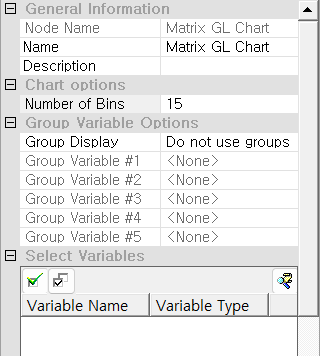 General Information
Node Name Matrix GL Chart
Name Matrix GL Chart
Description
Chart options
Number of Bins 15
Group Variable Options
Group Display Do not use groups
Group Variable #1 <None>
Group Variable #2 <None>
Group Variable #3 <None>
Group Variable #4 <None>
Group Variable #5 <None>
Select Variables
Variable Name Variable Type